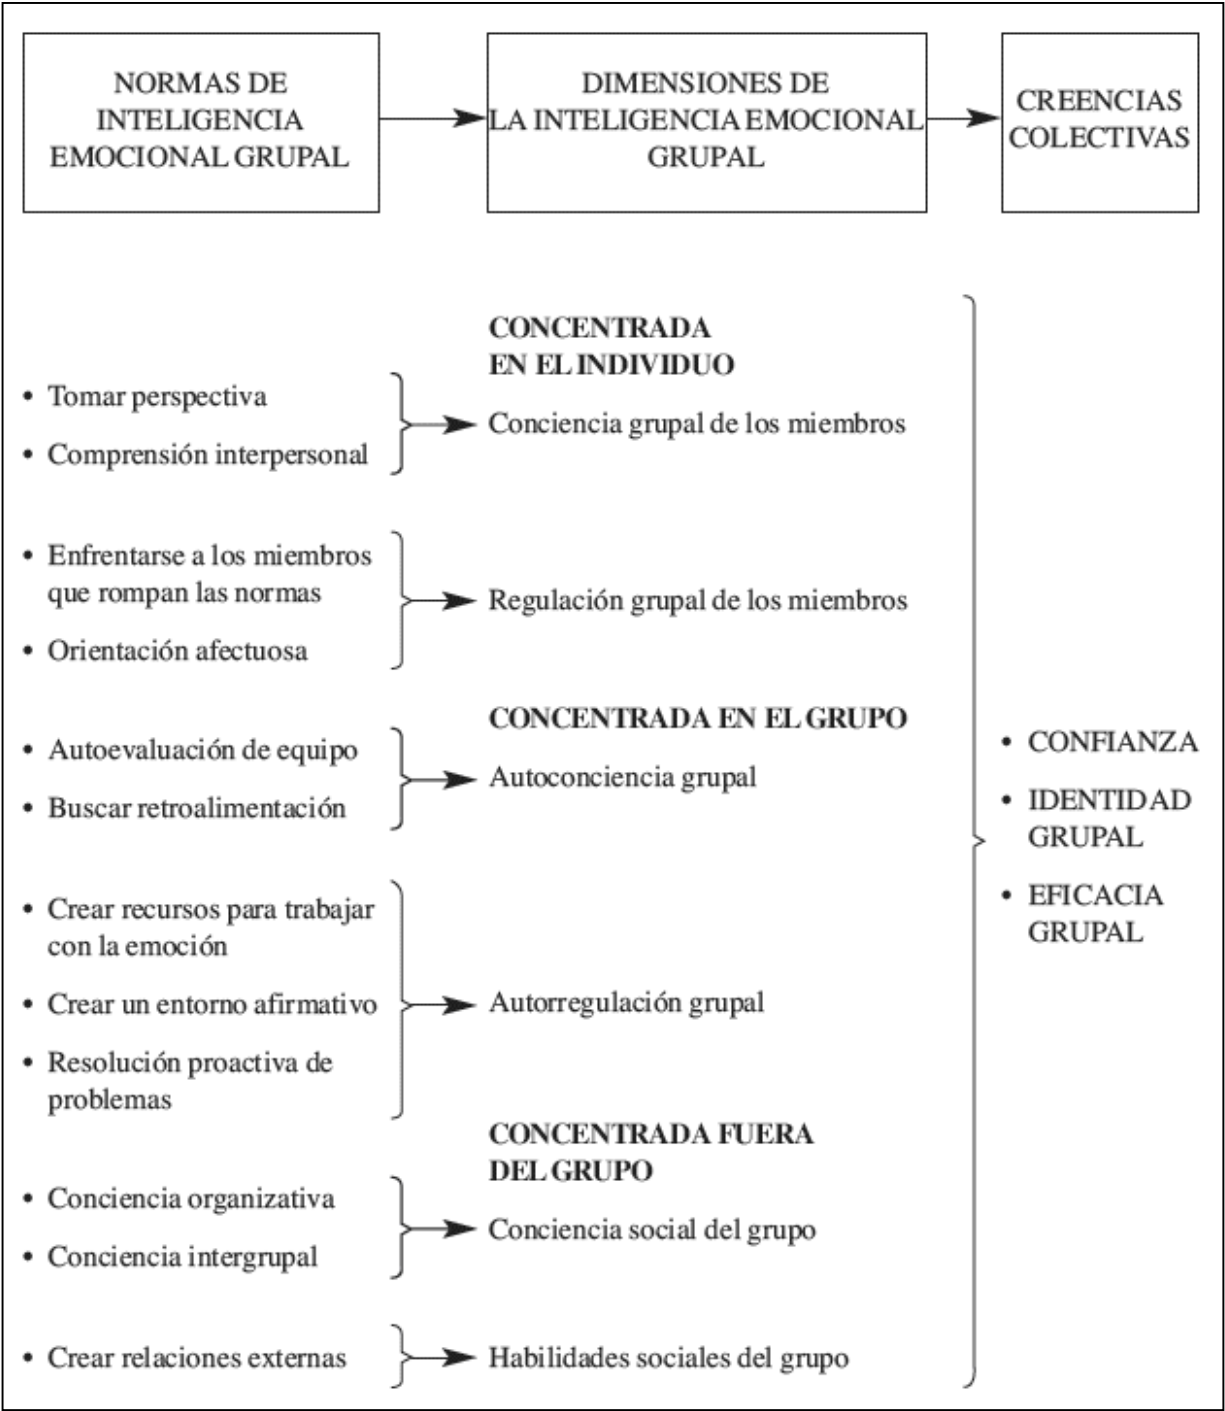 NORMAS DE
INTELIGENCIA
EMOCIONAL GRUPAL
DIMENSIONES DE
LA INTELIGENCIA EMOCIONAL
GRUPAL
CREENCIAS
COLECTIVAS
CONCENTRADA
EN EL INDIVIDUO
• Tomar perspectiva
• Comprensión interpersonal
Conciencia grupal de los miembros
• Enfrentarse a los miembros
que rompan las normas
• Orientación afectuosa
Regulación grupal de los miembros
CONCENTRADA EN EL GRUPO
• Autoevaluación de equipo
• Buscar retroalimentación
Autoconciencia grupal
• Crear recursos para trabajar
con la emoción
• Crear un entorno afirmativo
• Resolución proactiva de
problemas
Autorregulación grupal
CONCENTRADA FUERA
DEL GRUPO
• Conciencia organizativa
• Conciencia intergrupal
Conciencia social del grupo
• Crear relaciones externas
Habilidades sociales del grupo
• CONFIANZA
• IDENTIDAD
GRUPAL
• EFICACIA
GRUPAL